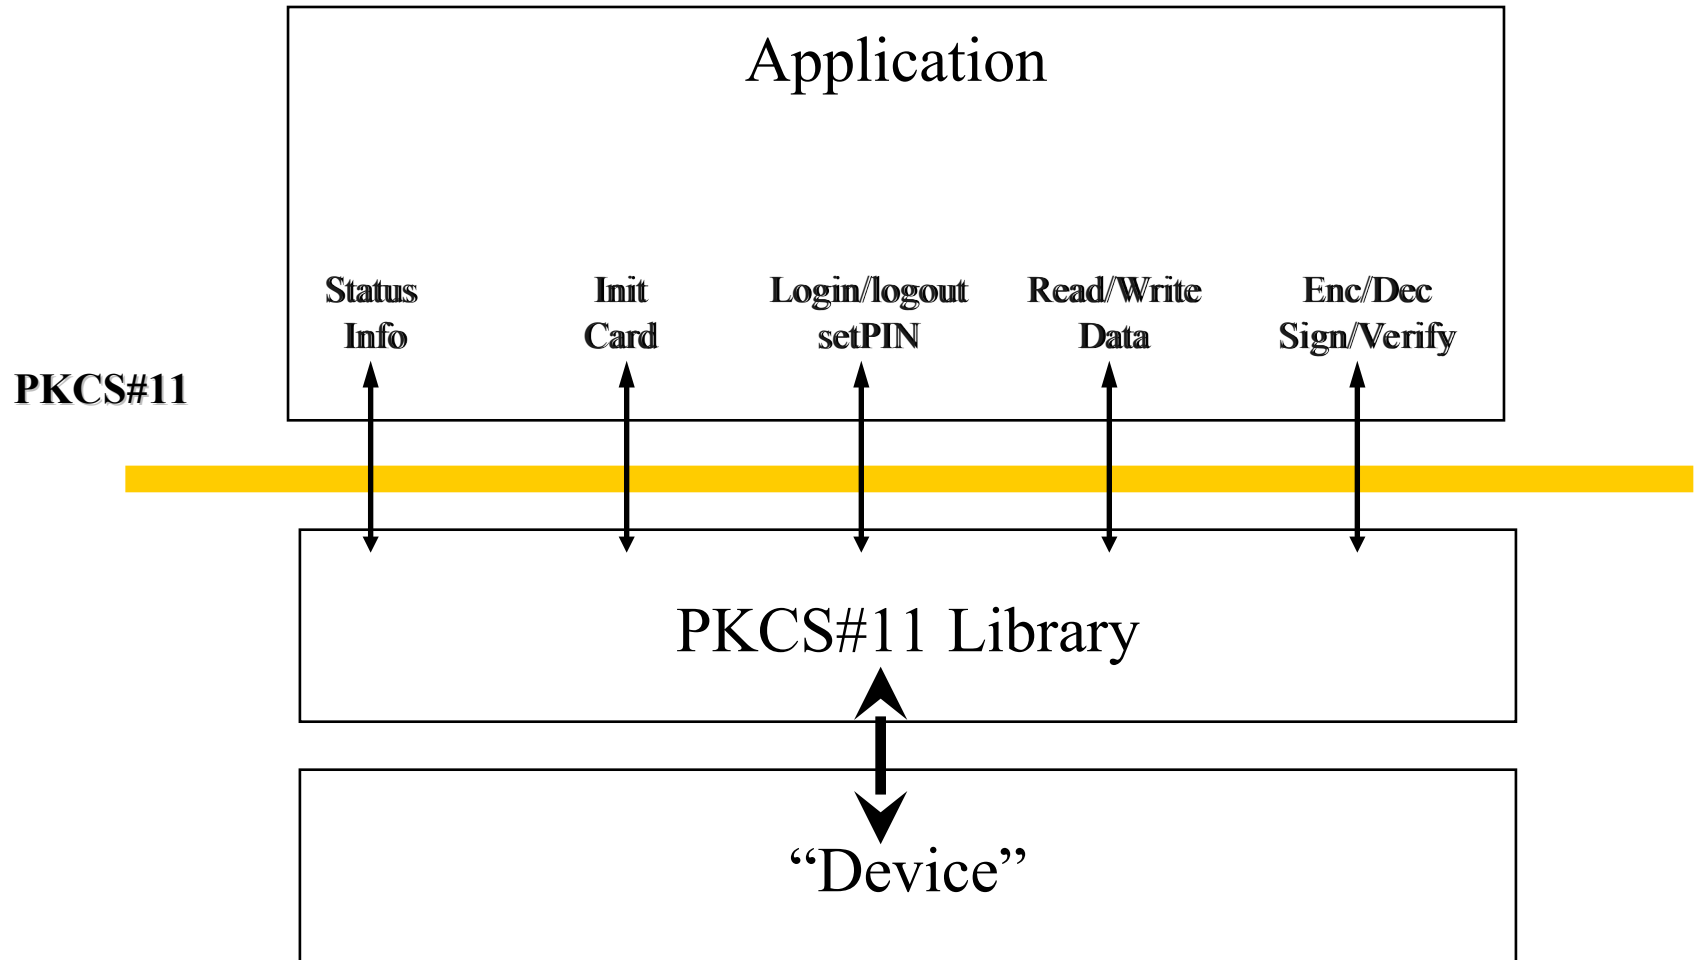 Application
Status
Info
Init
Card
Login/logout
setPIN
Read/Write
Data
Enc/Dec
Sign/Verify
PKCS#11
PKCS#11 Library
“Device”